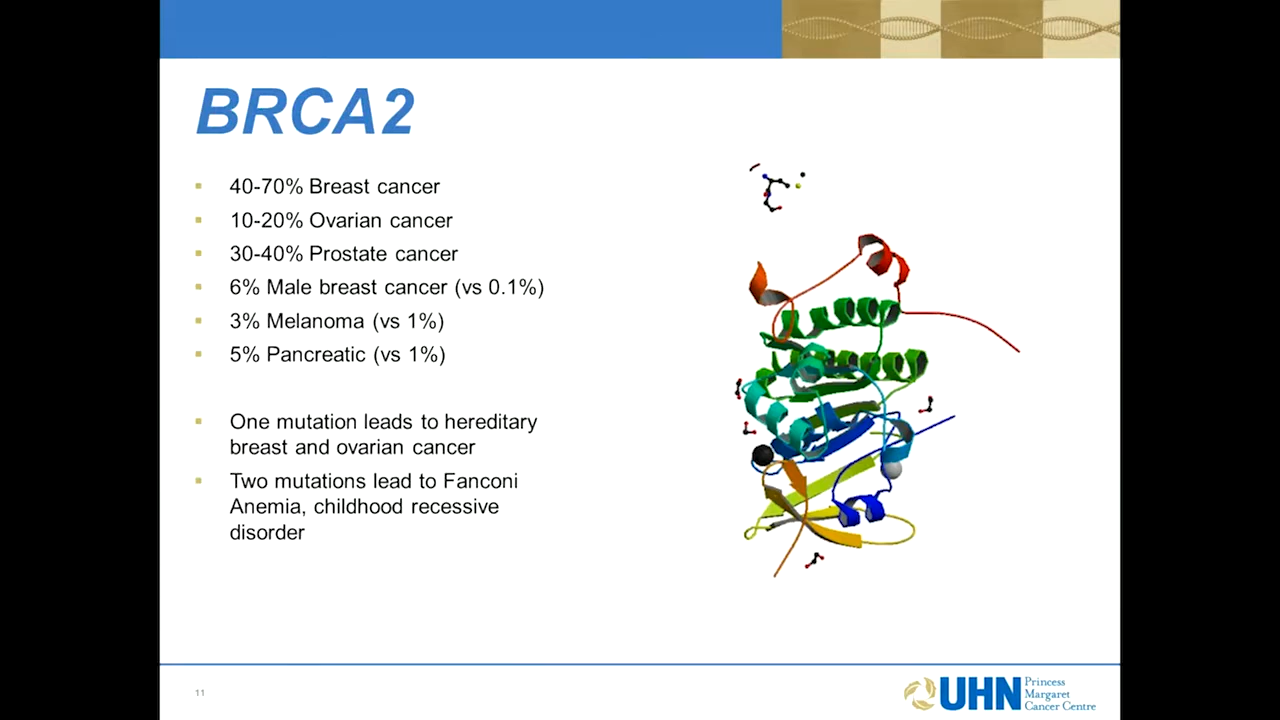 BRCA2
▪ 40-70% Breast cancer
▪ 10-20% Ovarian cancer
▪ 30-40% Prostate cancer
▪ 6% Male breast cancer (vs 0.1%)
▪ 3% Melanoma (vs 1%)
▪ 5% Pancreatic (vs 1%)
▪ One mutation leads to hereditary
breast and ovarian cancer
▪ Two mutations lead to Fanconi
Anemia, childhood recessive
disorder
11
UHN
Princess
Margaret
Cancer Centre